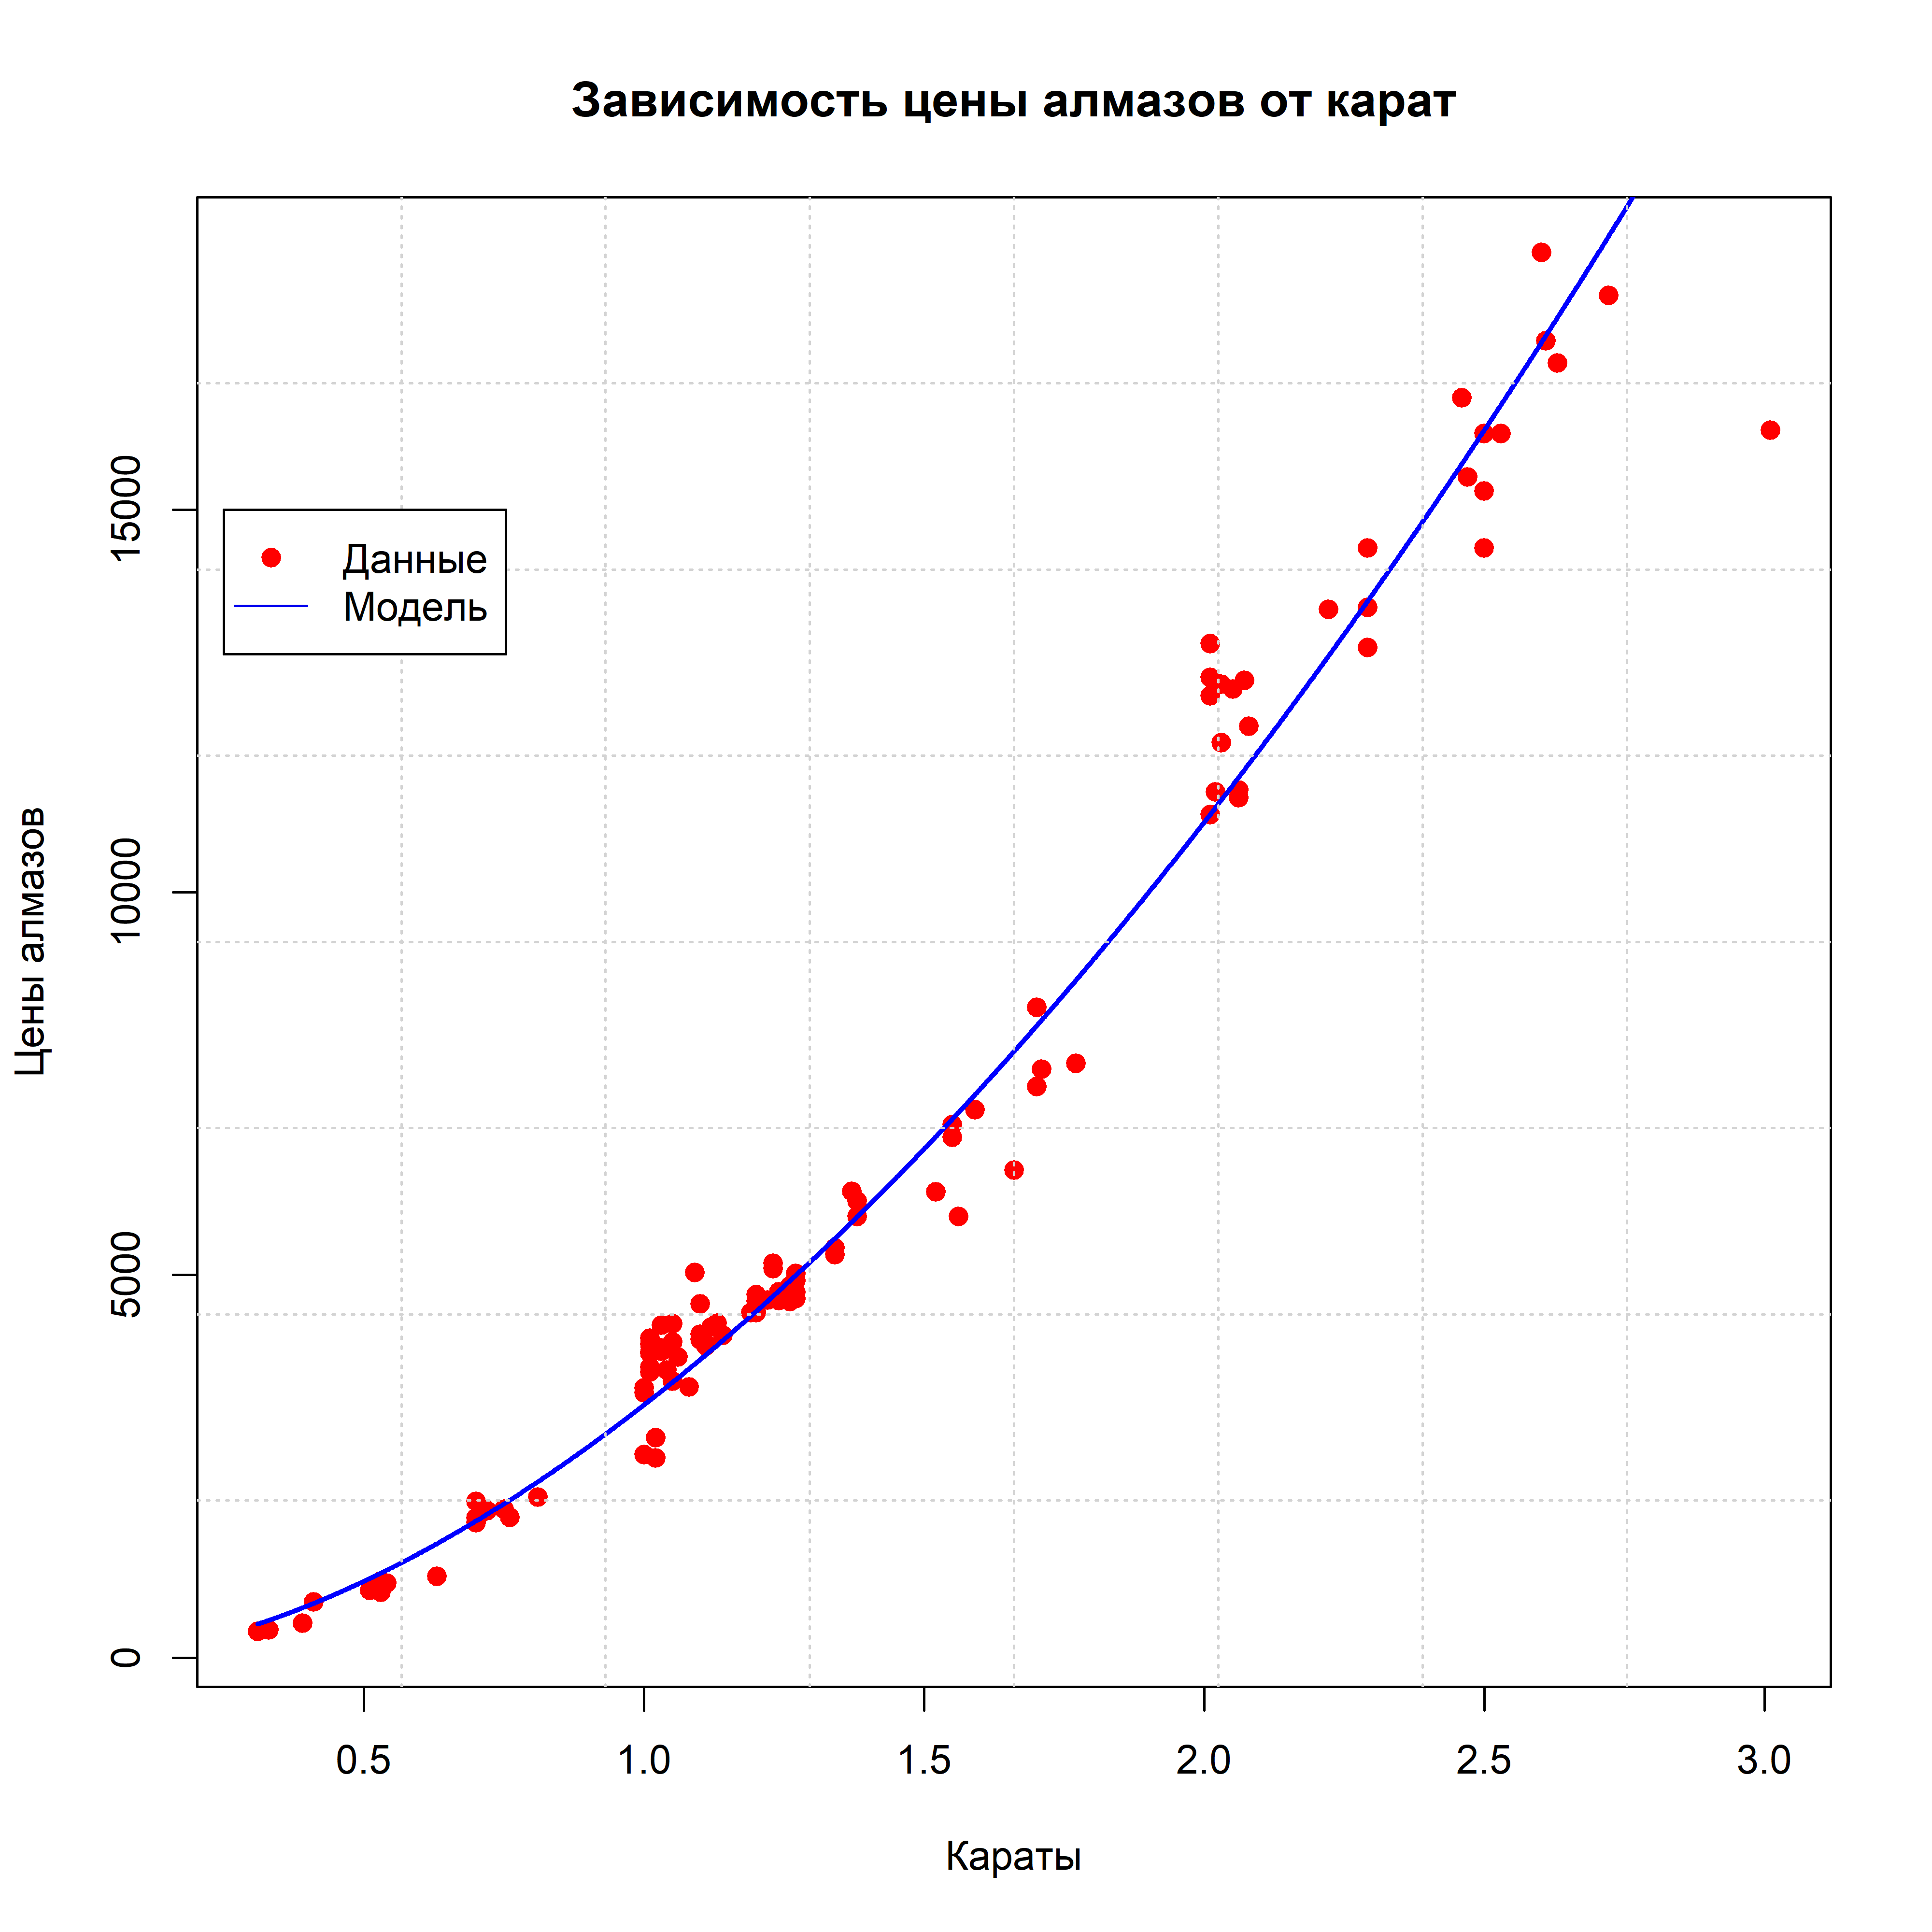 Зависимость цены алмазов от карат
Данные
Модель
Цены алмазов
15000
10000
5000
0
0.5 1.0 1.5 2.0 2.5 3.0
Караты